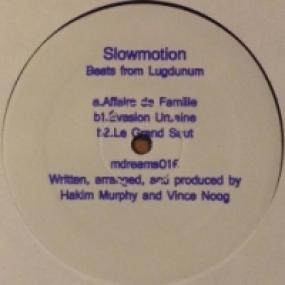 Slowmotion
Beats from Lugdunum
a.Affaire de Famille
b1.Évasion Urbaine
b2.Le Grand Saut
mdreams016
Written, arranged, and produced by
Hakim Murphy and Vince Noog